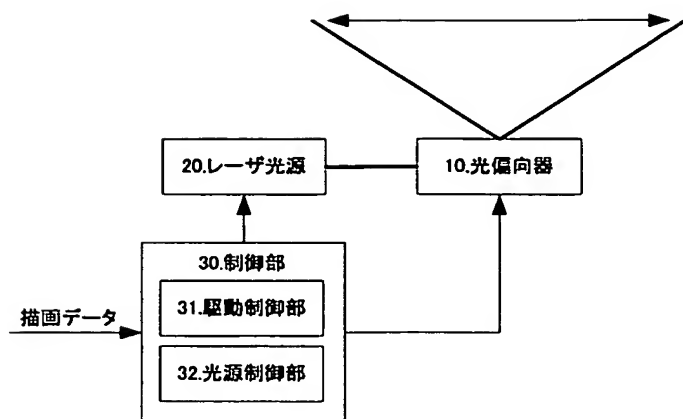 20.レーザ光源
10.光偏向器
30.制御部
31.駆動制御部
描画データ
32.光源制御部